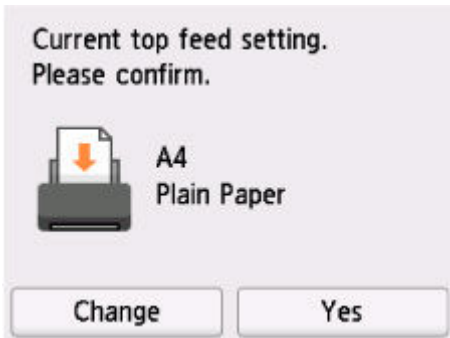 Current top feed setting.
Please confirm.
A4
Plain Paper
Change
Yes